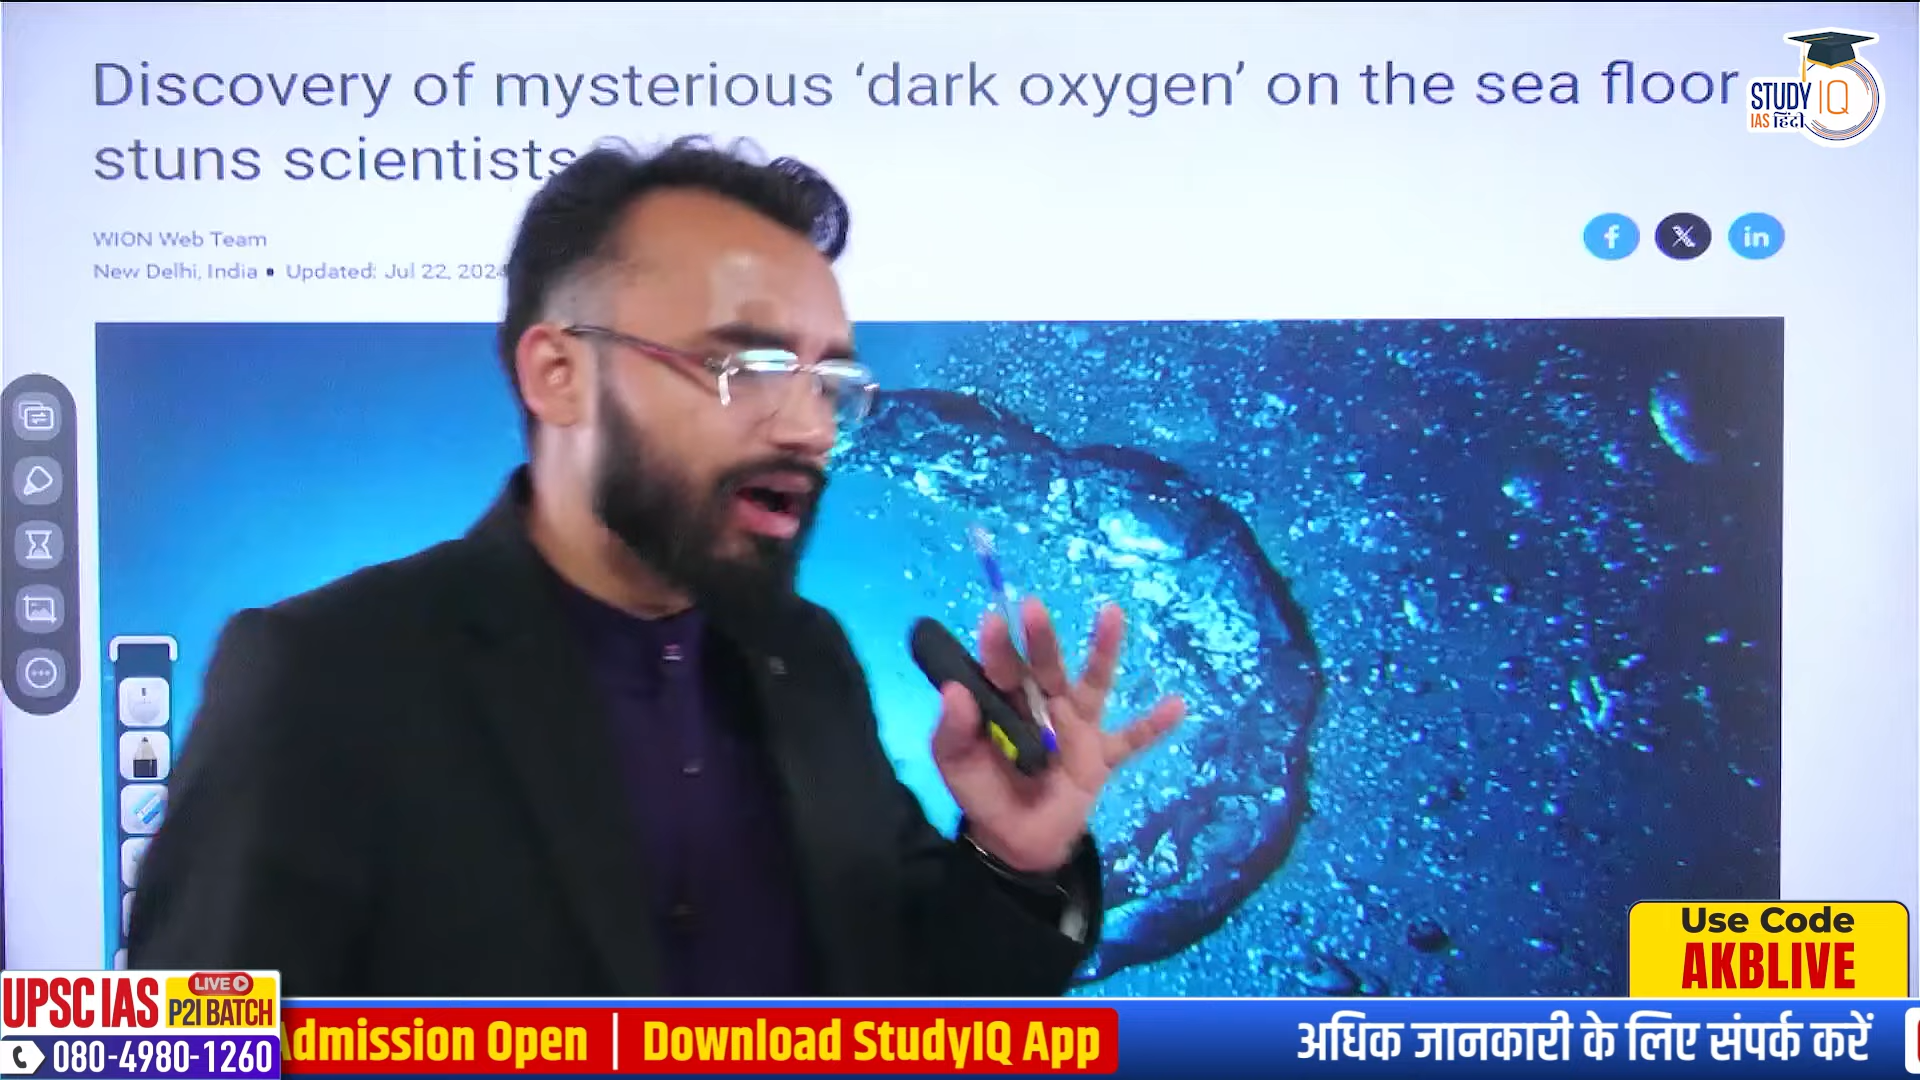 Discovery of mysterious ‘dark oxygen’ on the sea floor
stuns scientists
WION Web Team
New Delhi, India ▪ Updated: Jul 22, 2024
f X in
STUDY IQ
IAS हिंदी
Use Code
AKBLIVE
UPSC IAS LIVE
P2I BATCH
080-4980-1260
Admission Open | Download StudyIQ App
अधिक जानकारी के लिए संपर्क करें